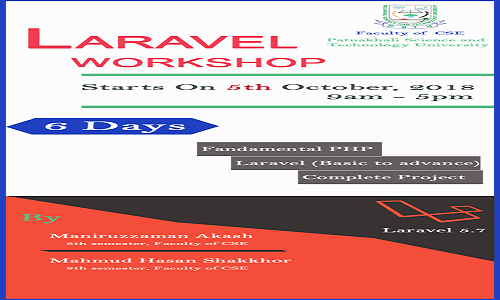 LARAVEL
WORKSHOP
Faculty of CSE
Patuakhali Science and
Technology University
Starts On 5th October, 2018
9am - 5pm
6 Days
Fandamental PHP
Laravel (Basic to advance)
Complete Project
By
Maniruzzaman Akash
8th semester, Faculty of CSE
Mahmud Hasan Shakkhor
8th semester, Faculty of CSE
Laravel 5.7